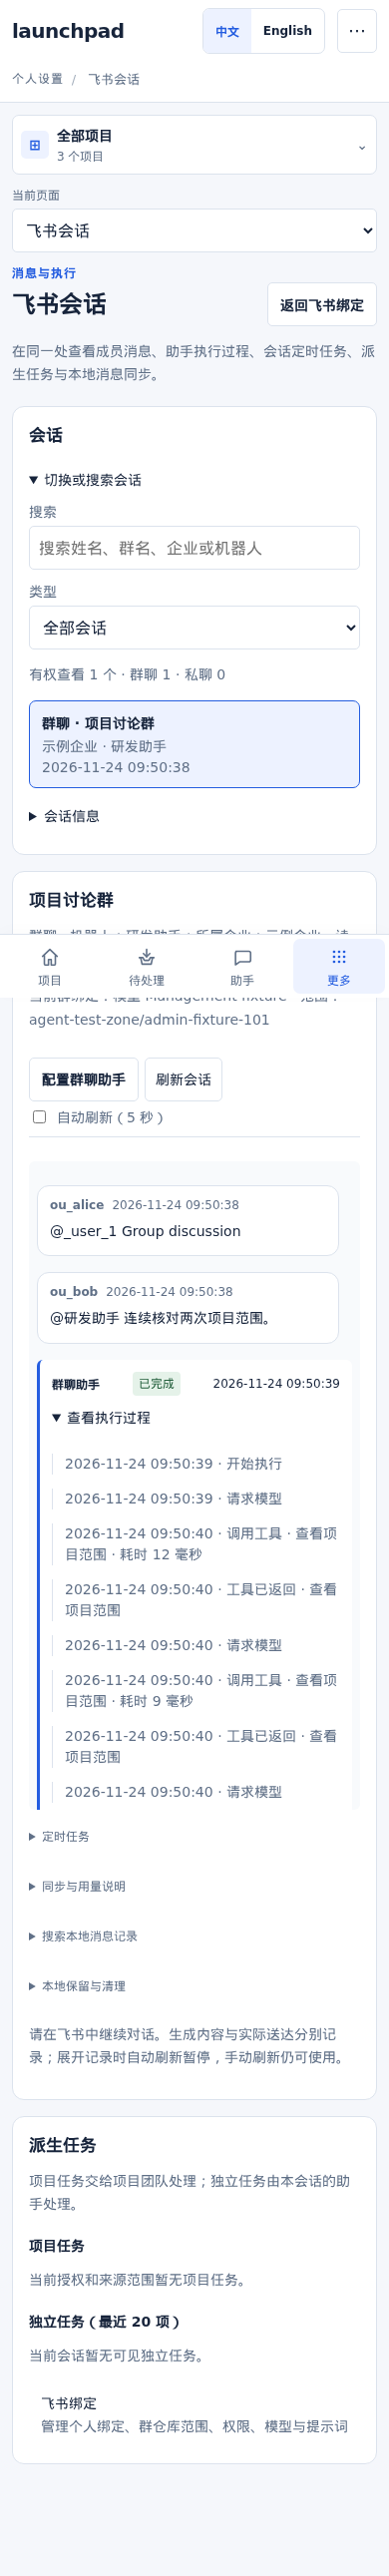 launchpad
中文 English ···
个人设置 / 飞书会话
全部项目
3 个项目
当前页面
飞书会话
消息与执行
飞书会话
返回飞书绑定
在同一处查看成员消息、助手执行过程、会话定时任务、派
生任务与本地消息同步。
会话
▼ 切换或搜索会话
搜索
搜索姓名、群名、企业或机器人
类型
全部会话
有权查看 1 个 · 群聊 1 · 私聊 0
群聊 · 项目讨论群
示例企业 · 研发助手
2026-11-24 09:50:38
▶ 会话信息
项目讨论群
项目 待处理 助手 更多
agent-test-zone/admin-fixture-101
配置群聊助手 刷新会话
自动刷新（5 秒）
ou_alice 2026-11-24 09:50:38
@_user_1 Group discussion
ou_bob 2026-11-24 09:50:38
@研发助手 连续核对两次项目范围。
群聊助手 已完成 2026-11-24 09:50:39
▼ 查看执行过程
2026-11-24 09:50:39 · 开始执行
2026-11-24 09:50:39 · 请求模型
2026-11-24 09:50:40 · 调用工具 · 查看项
目范围 · 耗时 12 毫秒
2026-11-24 09:50:40 · 工具已返回 · 查看
项目范围
2026-11-24 09:50:40 · 请求模型
2026-11-24 09:50:40 · 调用工具 · 查看项
目范围 · 耗时 9 毫秒
2026-11-24 09:50:40 · 工具已返回 · 查看
项目范围
2026-11-24 09:50:40 · 请求模型
▶ 定时任务
▶ 同步与用量说明
▶ 搜索本地消息记录
▶ 本地保留与清理
请在飞书中继续对话。生成内容与实际送达分别记
录；展开记录时自动刷新暂停，手动刷新仍可使用。
派生任务
项目任务交给项目团队处理；独立任务由本会话的助
手处理。
项目任务
当前授权和来源范围暂无项目任务。
独立任务（最近 20 项）
当前会话暂无可见独立任务。
飞书绑定
管理个人绑定、群仓库范围、权限、模型与提示词